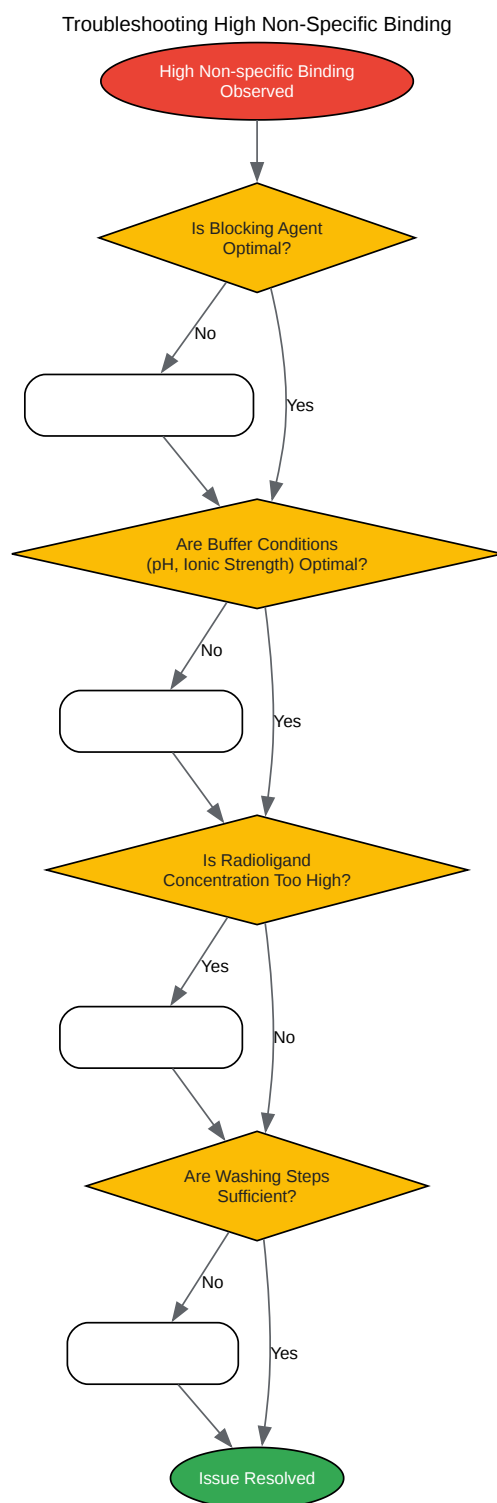 Troubleshooting High Non-Specific Binding
High Non-specific Binding
Observed
Is Blocking Agent
Optimal?
No
Yes
Are Buffer Conditions
(pH, Ionic Strength) Optimal?
No
Yes
Is Radioligand
Concentration Too High?
Yes
No
Are Washing Steps
Sufficient?
No
Yes
Issue Resolved